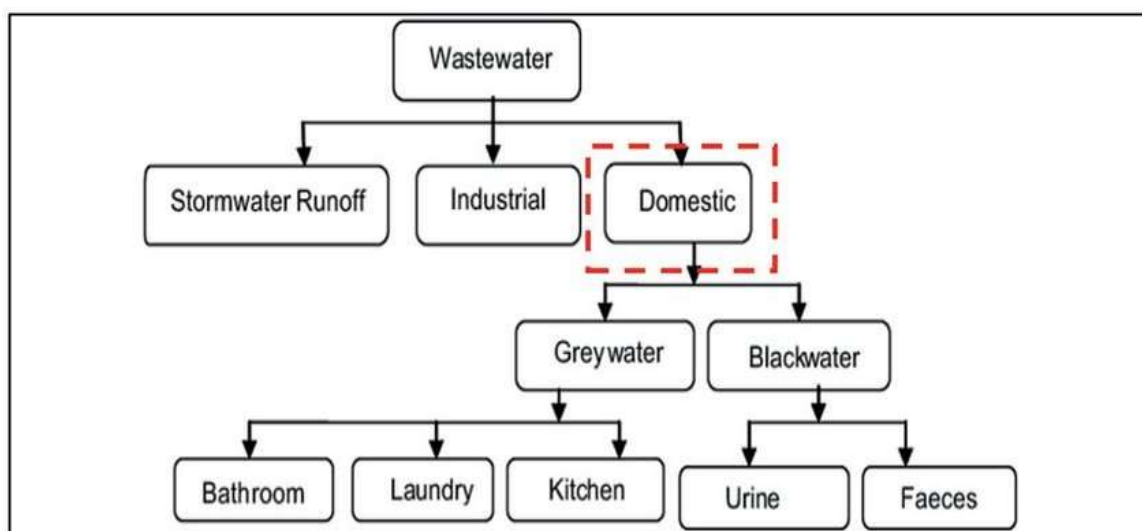 Wastewater
Stormwater Runoff
Industrial
Domestic
Greywater
Blackwater
Bathroom
Laundry
Kitchen
Urine
Faeces